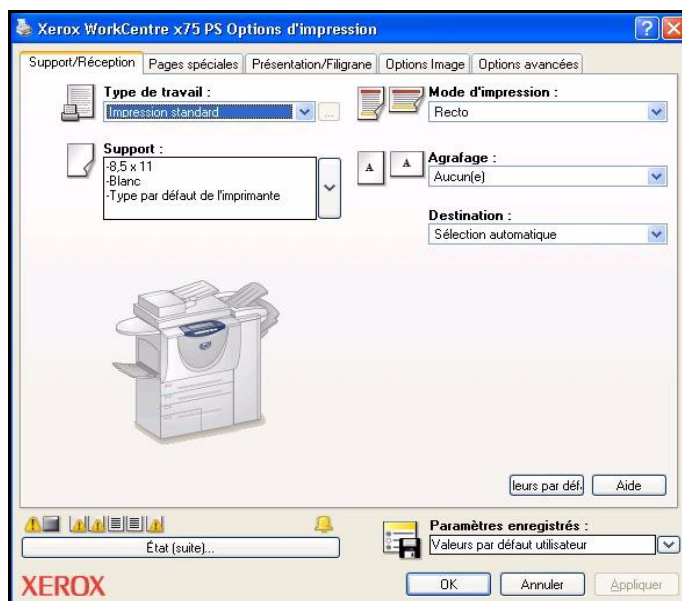 Xerox WorkCentre x75 PS Options d'impression
Support/Réception
Pages spéciales
Présentation/Filigrane
Options Image
Options avancées
Type de travail :
Impression standard
...
Mode d'impression :
Recto
Support :
-8,5 x 11
-Blanc
-Type par défaut de l'imprimante
A
A
Agrafage :
Aucun(e)
Destination :
Sélection automatique
leurs par déf.
Aide
État (suite)...
Paramètres enregistrés :
Valeurs par défaut utilisateur
XEROX
OK
Annuler
Appliquer